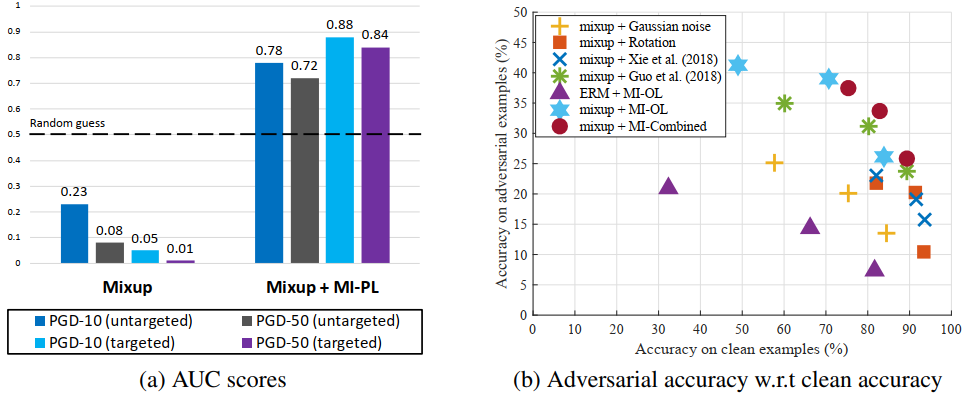 1
0.9
0.8
0.7
0.6
0.5
0.4
0.3
0.2
0.1
0
Random guess
0.23
0.08
0.05
0.01
0.78
0.72
0.88
0.84
Mixup
Mixup + MI-PL
PGD-10 (untargeted)
PGD-50 (untargeted)
PGD-10 (targeted)
PGD-50 (targeted)
(a) AUC scores
Accuracy on adversarial examples (%)
50
45
40
35
30
25
20
15
10
5
0
mixup + Gaussian noise
mixup + Rotation
mixup + Xie et al. (2018)
mixup + Guo et al. (2018)
ERM + MI-OL
mixup + MI-OL
mixup + MI-Combined
0 10 20 30 40 50 60 70 80 90 100
Accuracy on clean examples (%)
(b) Adversarial accuracy w.r.t clean accuracy